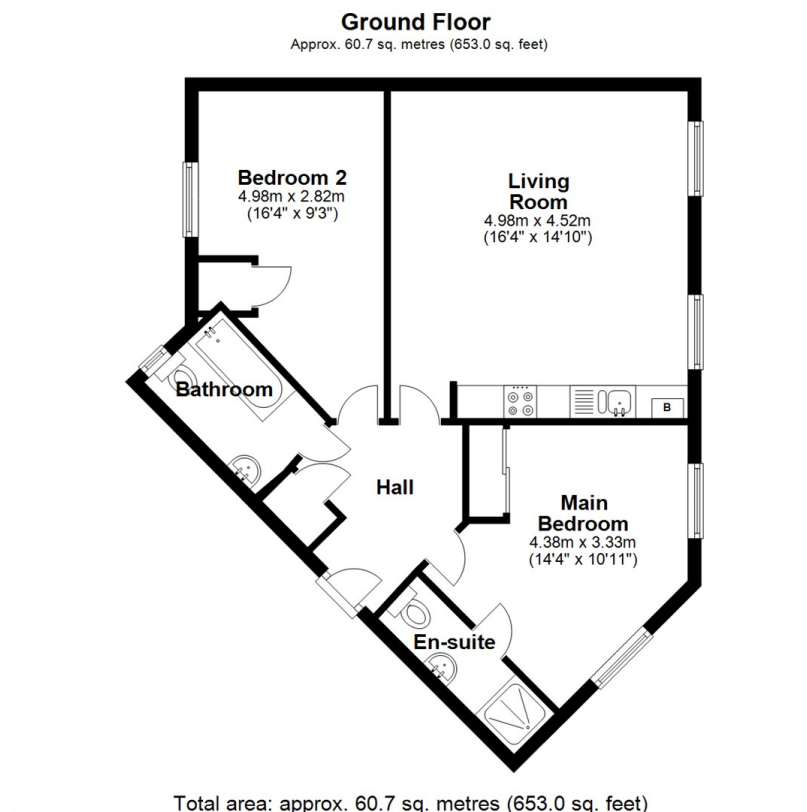 Ground Floor
Approx. 60.7 sq. metres (653.0 sq. feet)
Bedroom 2
4.98m x 2.82m
(16'4" x 9'3")
Living
Room
4.98m x 4.52m
(16'4" x 14'10")
Bathroom
B
Hall
Main
Bedroom
4.38m x 3.33m
(14'4" x 10'11")
En-suite
Total area: approx. 60.7 sq. metres (653.0 sq. feet)